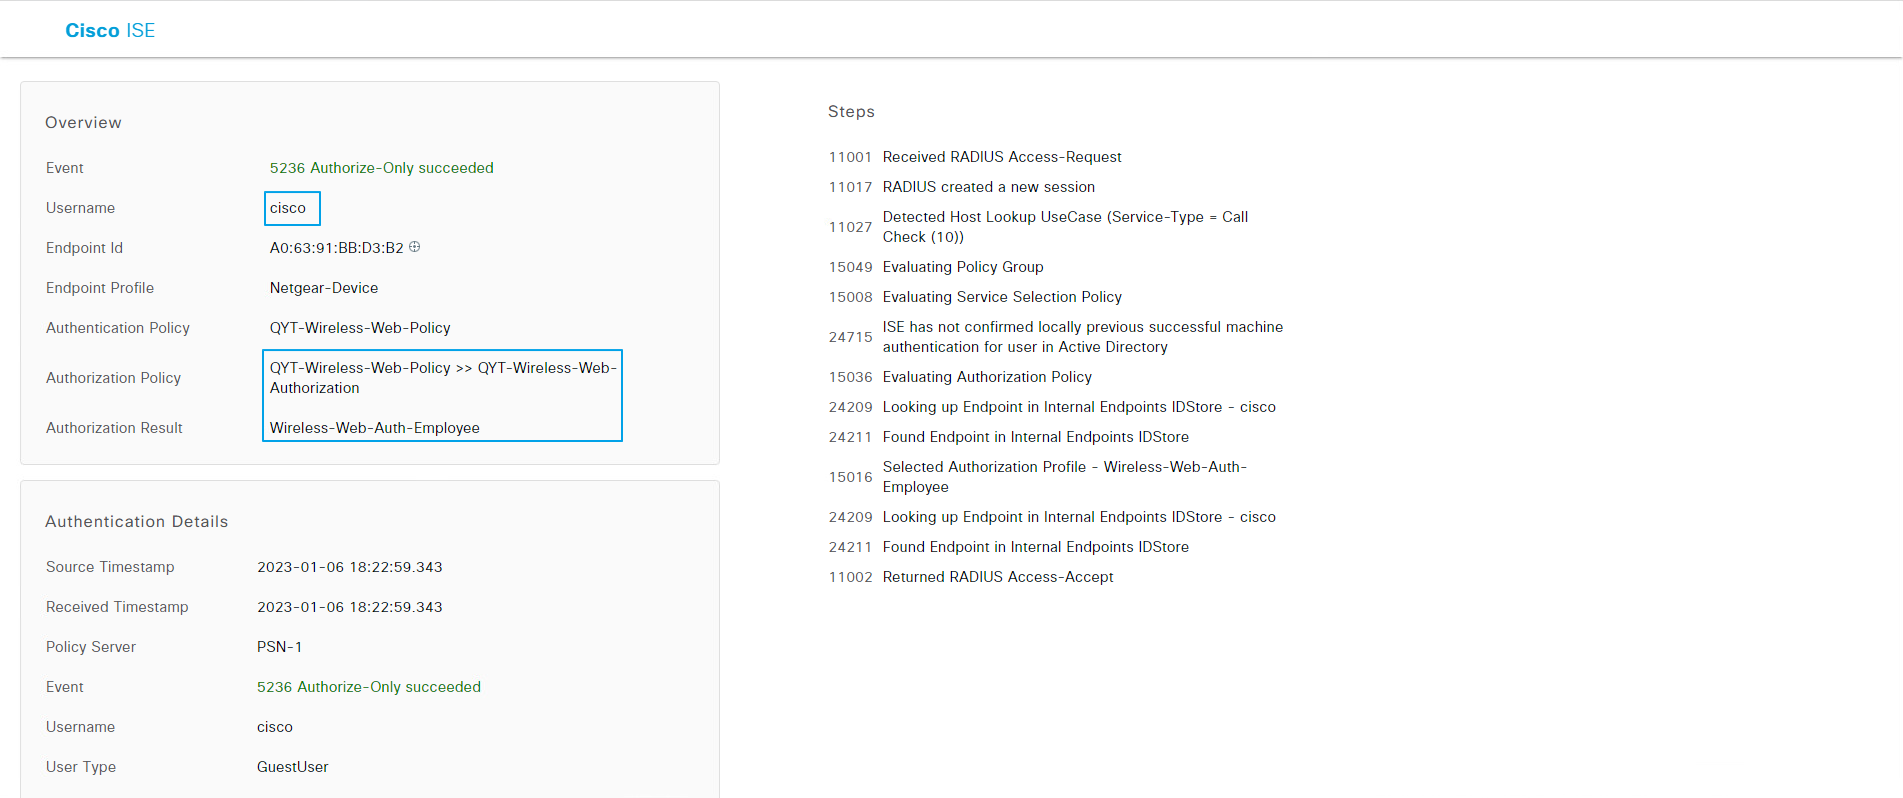 Cisco ISE
Overview
Event 5236 Authorize-Only succeeded
Username cisco
Endpoint Id A0:63:91:BB:D3:B2
Endpoint Profile Netgear-Device
Authentication Policy QYT-Wireless-Web-Policy
Authorization Policy QYT-Wireless-Web-Policy >> QYT-Wireless-Web-
Authorization
Authorization Result Wireless-Web-Auth-Employee
Authentication Details
Source Timestamp 2023-01-06 18:22:59.343
Received Timestamp 2023-01-06 18:22:59.343
Policy Server PSN-1
Event 5236 Authorize-Only succeeded
Username cisco
User Type GuestUser
Steps
11001 Received RADIUS Access-Request
11017 RADIUS created a new session
11027 Detected Host Lookup UseCase (Service-Type = Call
Check (10))
15049 Evaluating Policy Group
15008 Evaluating Service Selection Policy
24715 ISE has not confirmed locally previous successful machine
authentication for user in Active Directory
15036 Evaluating Authorization Policy
24209 Looking up Endpoint in Internal Endpoints IDStore - cisco
24211 Found Endpoint in Internal Endpoints IDStore
15016 Selected Authorization Profile - Wireless-Web-Auth-
Employee
24209 Looking up Endpoint in Internal Endpoints IDStore - cisco
24211 Found Endpoint in Internal Endpoints IDStore
11002 Returned RADIUS Access-Accept